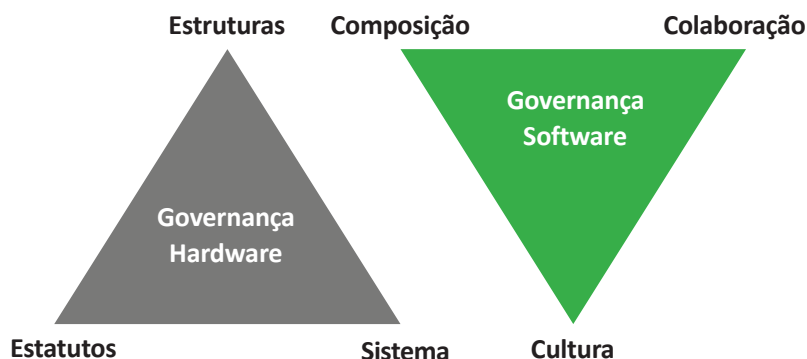 Estruturas Composição Colaboração
Governança
Software
Governança
Hardware
Estatutos Sistema Cultura